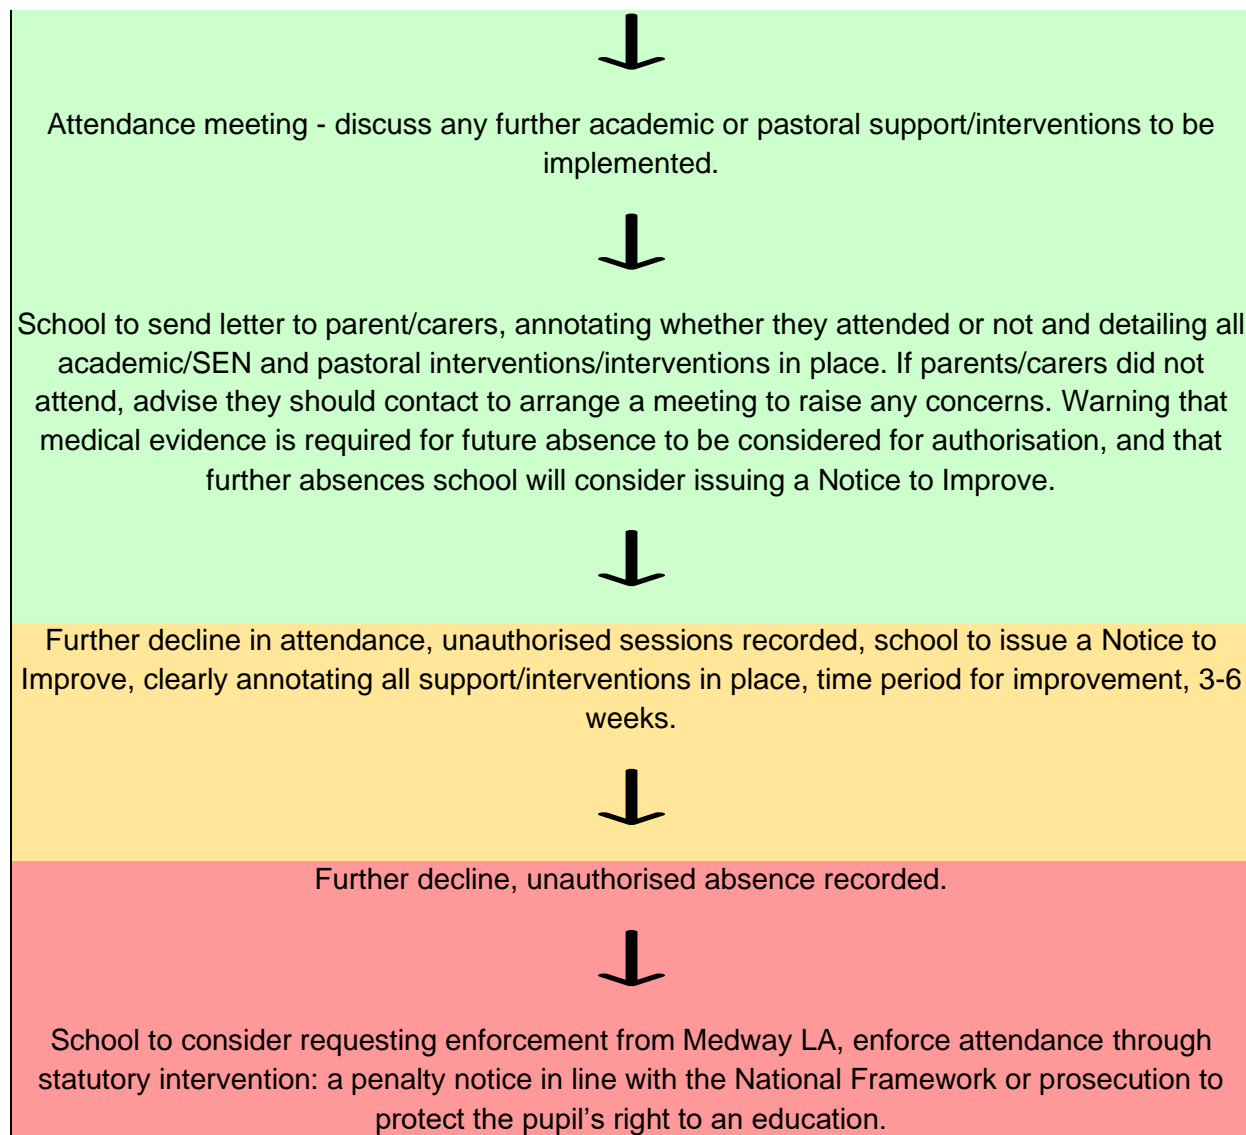 Attendance meeting - discuss any further academic or pastoral support/interventions to be
implemented.
School to send letter to parent/carers, annotating whether they attended or not and detailing all
academic/SEN and pastoral interventions/interventions in place. If parents/carers did not
attend, advise they should contact to arrange a meeting to raise any concerns. Warning that
medical evidence is required for future absence to be considered for authorisation, and that
further absences school will consider issuing a Notice to Improve.
Further decline in attendance, unauthorised sessions recorded, school to issue a Notice to
Improve, clearly annotating all support/interventions in place, time period for improvement, 3-6
weeks.
Further decline, unauthorised absence recorded.
School to consider requesting enforcement from Medway LA, enforce attendance through
statutory intervention: a penalty notice in line with the National Framework or prosecution to
protect the pupil's right to an education.